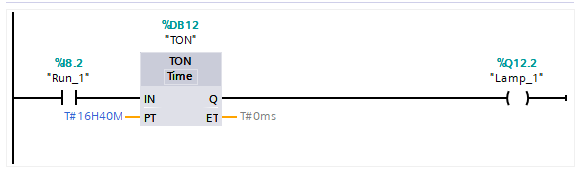 %DB12
"TON"
%I8.2
"Run_1"
TON
Time
%Q12.2
"Lamp_1"
IN Q
T#16H40M PT ET T#0ms